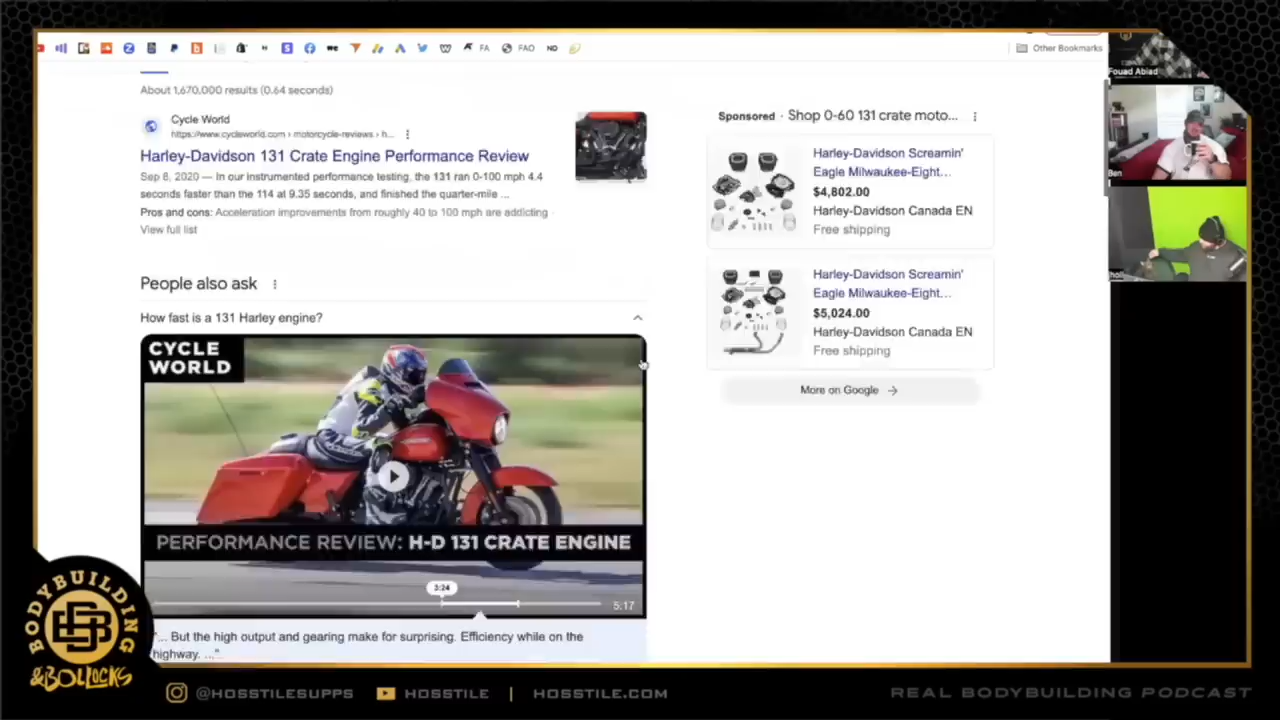 FA
FAO
ND
Other Bookmarks
Fouad Abiad
About 1,670,000 results (0.64 seconds)
Cycle World
https://www.cycleworld.com › motorcycle-reviews › h...
Harley-Davidson 131 Crate Engine Performance Review
Sep 8, 2020 — In our instrumented performance testing, the 131 ran 0-100 mph 4.4
seconds faster than the 114 at 9.35 seconds, and finished the quarter-mile ...
Pros and cons: Acceleration improvements from roughly 40 to 100 mph are addicting ·
View full list
People also ask
How fast is a 131 Harley engine?
CYCLE
WORLD
PERFORMANCE REVIEW: H-D 131 CRATE ENGINE
3:24
5:17
"... But the high output and gearing make for surprising. Efficiency while on the
highway. ..."
Sponsored · Shop 0-60 131 crate moto...
Harley-Davidson Screamin'
Eagle Milwaukee-Eight...
$4,802.00
Harley-Davidson Canada EN
Free shipping
Harley-Davidson Screamin'
Eagle Milwaukee-Eight...
$5,024.00
Harley-Davidson Canada EN
Free shipping
More on Google →
Ben
BODYBUILDING
&BOLLOCKS
@HOSSTILESUPPS
HOSSTILE | HOSSTILE.COM
REAL BODYBUILDING PODCAST